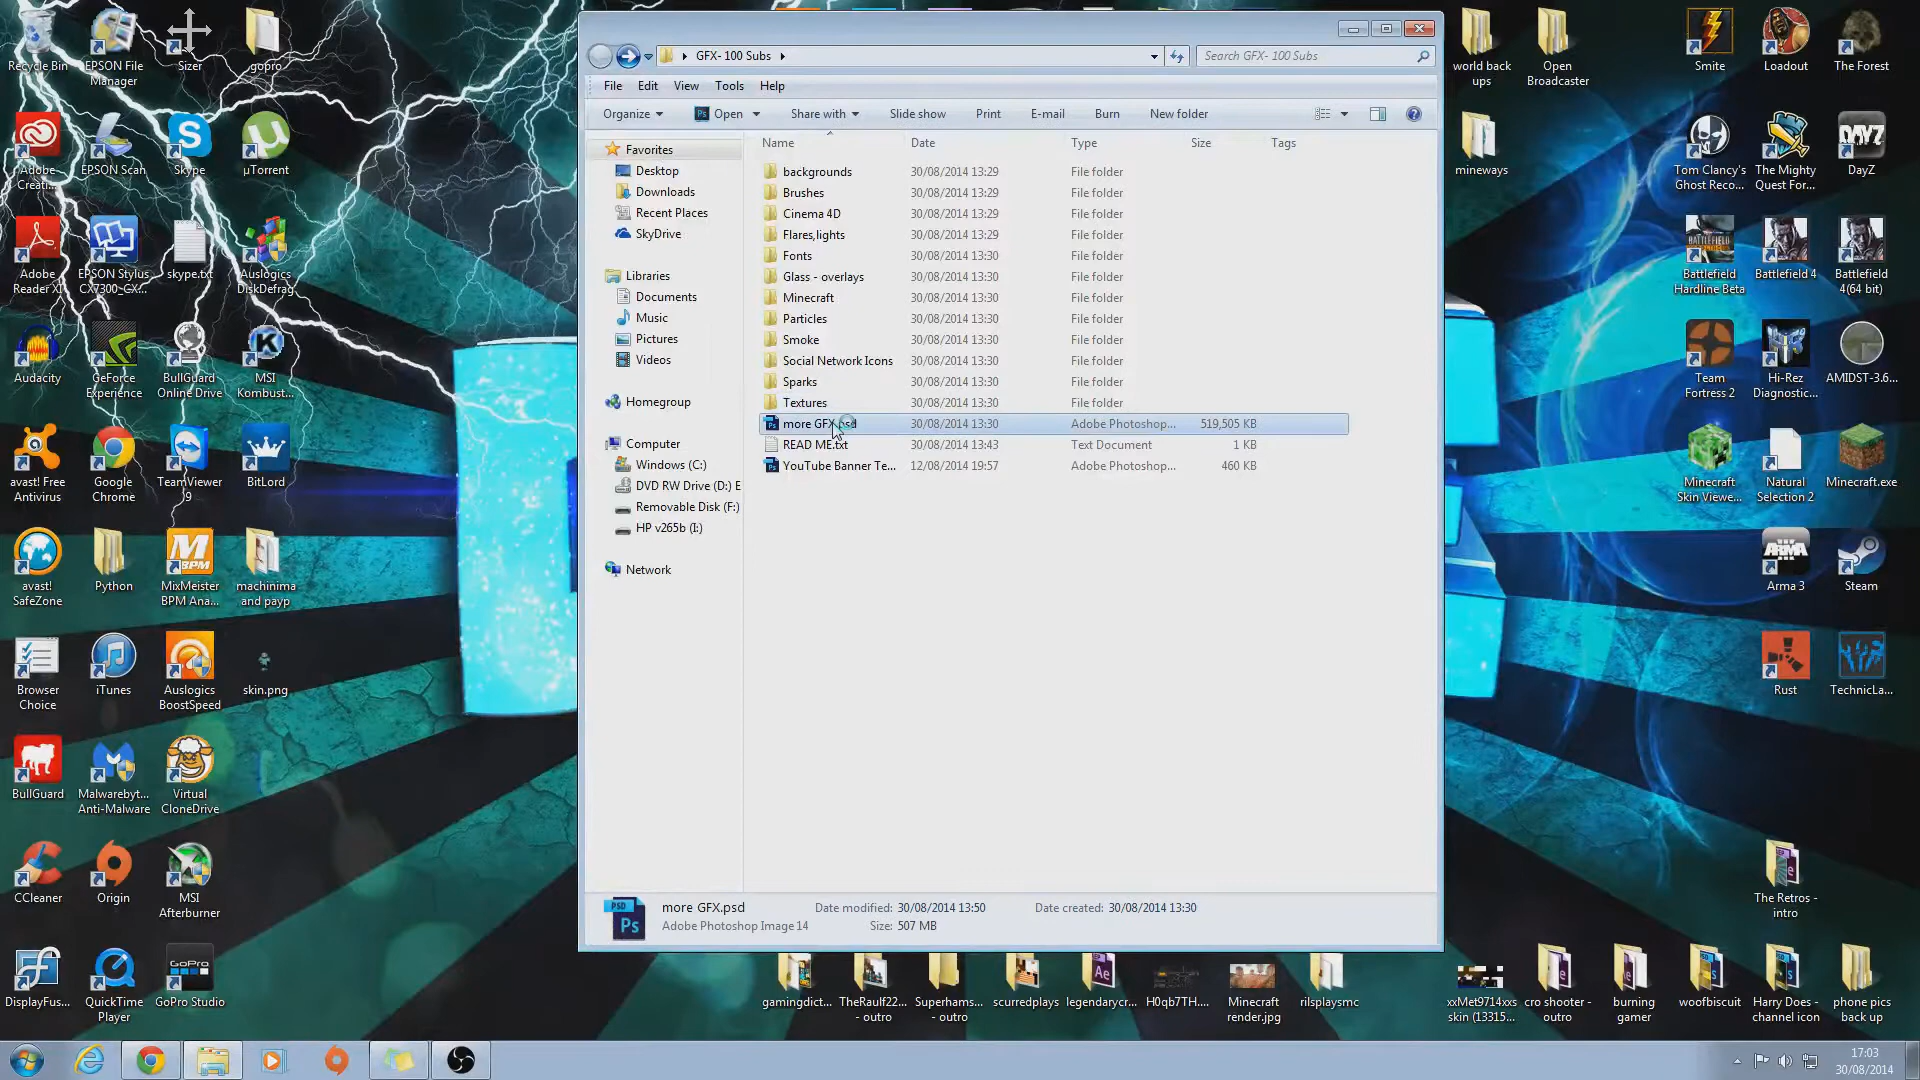 Recycle Bin
EPSON File Manager
Sizer
gopro
Adobe Creati...
EPSON Scan
Skype
µTorrent
Adobe Reader XI
EPSON Stylus CX7300_CX...
skype.txt
Auslogics DiskDefrag
Audacity
GeForce Experience
BullGuard Online Drive
MSI Kombust...
avast! Free Antivirus
Google Chrome
TeamViewer 9
BitLord
avast! SafeZone
Python
MixMeister BPM Ana...
machinima and payp
Browser Choice
iTunes
Auslogics BoostSpeed
skin.png
BullGuard
Malwarebyt... Anti-Malware
Virtual CloneDrive
CCleaner
Origin
MSI Afterburner
DisplayFus...
QuickTime Player
GoPro Studio
GFX- 100 Subs
Search GFX- 100 Subs
File Edit View Tools Help
Organize Open Share with Slide show Print E-mail Burn New folder
Name Date Type Size Tags
Favorites
Desktop
Downloads
Recent Places
SkyDrive
Libraries
Documents
Music
Pictures
Videos
Homegroup
Computer
Windows (C:)
DVD RW Drive (D:) E
Removable Disk (F:)
HP v265b (I:)
Network
backgrounds 30/08/2014 13:29 File folder
Brushes 30/08/2014 13:29 File folder
Cinema 4D 30/08/2014 13:29 File folder
Flares,lights 30/08/2014 13:29 File folder
Fonts 30/08/2014 13:30 File folder
Glass - overlays 30/08/2014 13:30 File folder
Minecraft 30/08/2014 13:30 File folder
Particles 30/08/2014 13:30 File folder
Smoke 30/08/2014 13:30 File folder
Social Network Icons 30/08/2014 13:30 File folder
Sparks 30/08/2014 13:30 File folder
Textures 30/08/2014 13:30 File folder
more GFX.psd 30/08/2014 13:30 Adobe Photoshop... 519,505 KB
READ ME.txt 30/08/2014 13:43 Text Document 1 KB
YouTube Banner Te... 12/08/2014 19:57 Adobe Photoshop... 460 KB
PSD
Ps
more GFX.psd Date modified: 30/08/2014 13:50 Date created: 30/08/2014 13:30
Adobe Photoshop Image 14 Size: 507 MB
world back ups
Open Broadcaster
Smite
Loadout
The Forest
mineways
Tom Clancy's Ghost Reco...
The Mighty Quest For...
DayZ
Battlefield Hardline Beta
Battlefield 4
Battlefield 4(64 bit)
Team Fortress 2
Hi-Rez Diagnostic...
AMIDST-3.6...
Minecraft Skin Viewe...
Natural Selection 2
Minecraft.exe
Arma 3
Steam
Rust
TechnicLa...
The Retros - intro
gamingdict...
TheRaulf22... - outro
Superhams... - outro
scurredplays
legendarycr...
H0qb7TH....
Minecraft render.jpg
rilsplaysmc
xxMet9714xxs skin (13315...
cro shooter - outro
burning gamer
woofbiscuit
Harry Does - channel icon
phone pics back up
17:03
30/08/2014